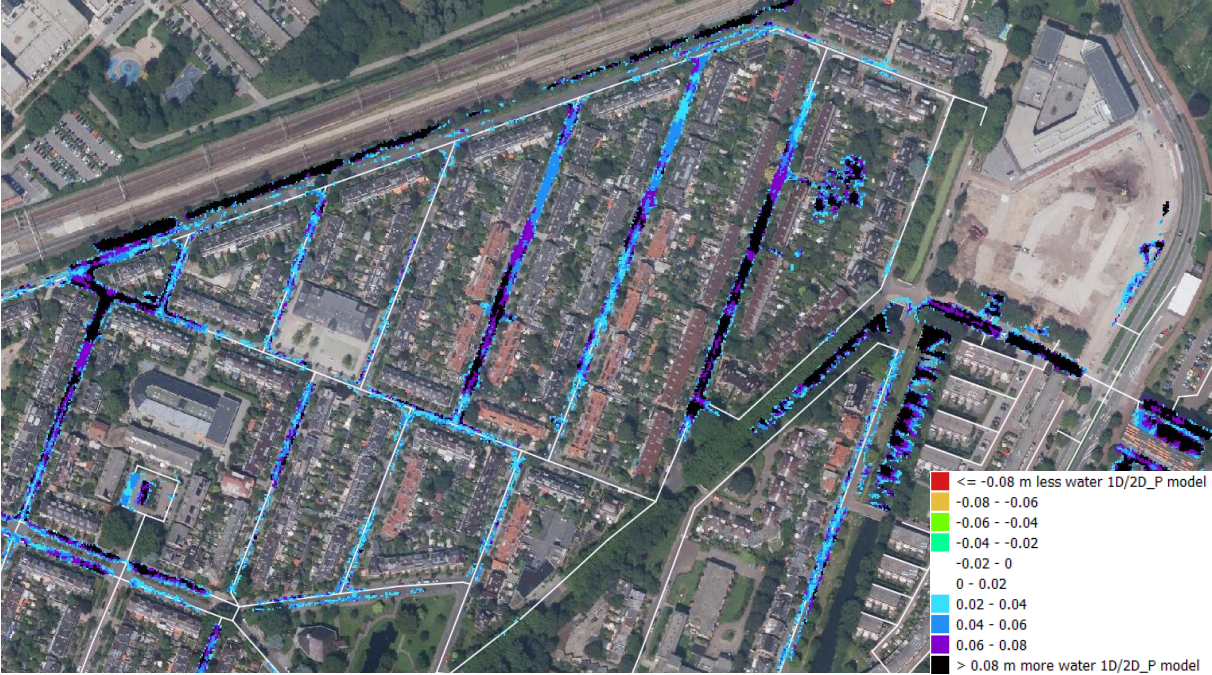 <= -0.08 m less water 1D/2D_P model
-0.08 - -0.06
-0.06 - -0.04
-0.04 - -0.02
-0.02 - 0
0 - 0.02
0.02 - 0.04
0.04 - 0.06
0.06 - 0.08
> 0.08 m more water 1D/2D_P model